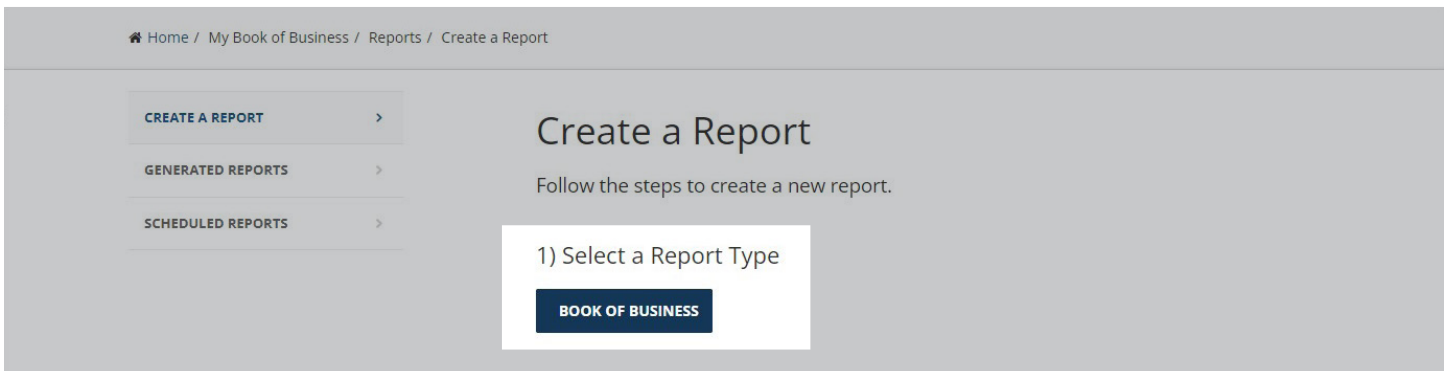 Home / My Book of Business / Reports / Create a Report
CREATE A REPORT
GENERATED REPORTS
SCHEDULED REPORTS
Create a Report
Follow the steps to create a new report.
1) Select a Report Type
BOOK OF BUSINESS